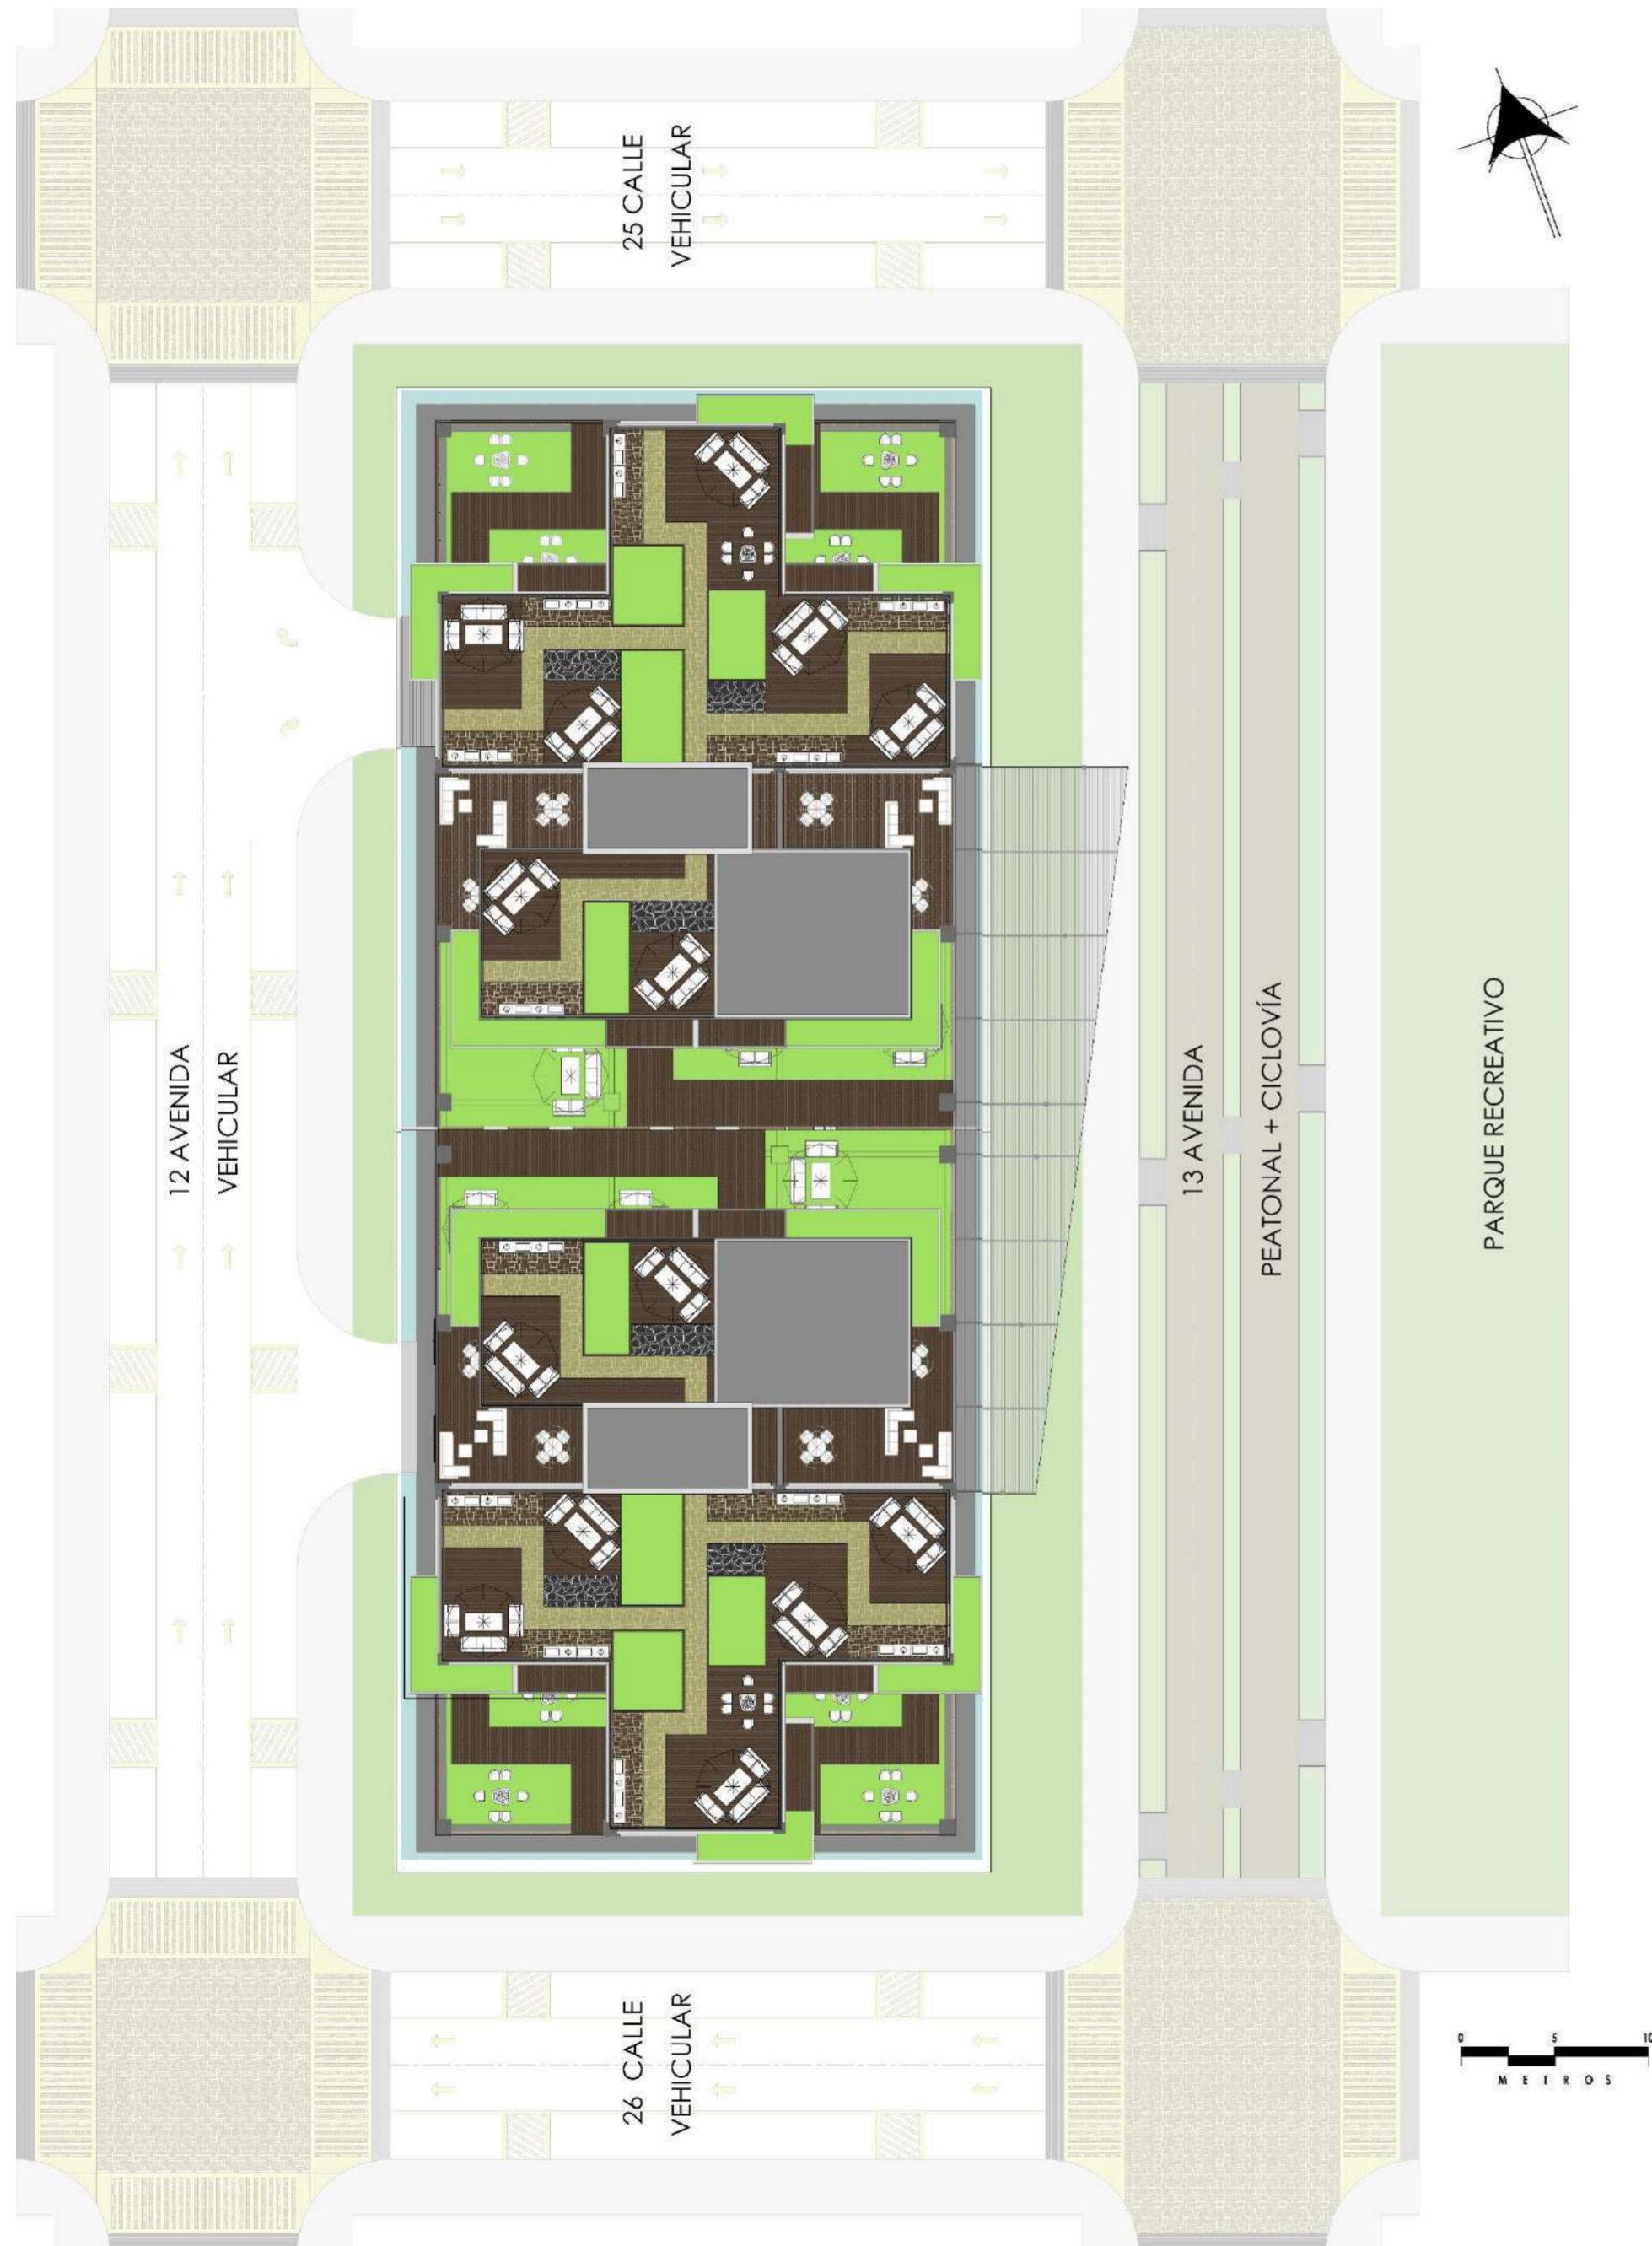 25 CALLE
VEHICULAR
12 AVENIDA
VEHICULAR
13 AVENIDA
PEATONAL + CICLOVÍA
PARQUE RECREATIVO
26 CALLE
VEHICULAR
0 5 10
METROS